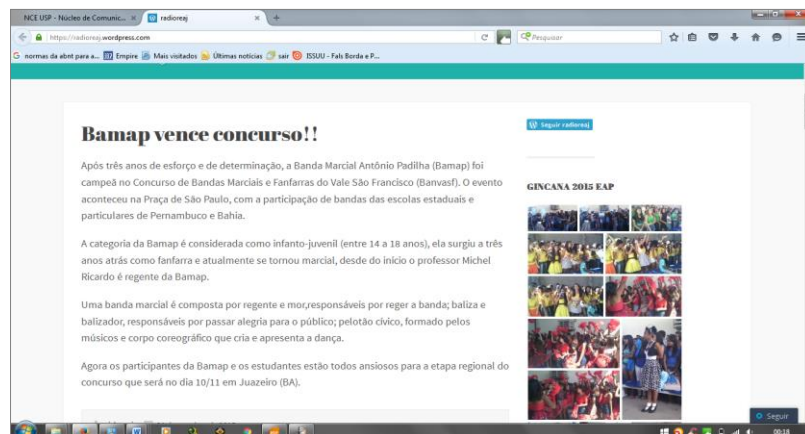 NCE USP - Núcleo de Comunic...
radioreaj
https://radioreaj.wordpress.com
Pesquisar
normas da abnt para a...
Empire
Mais visitados
Últimas notícias
sair
ISSUU - Fals Borda e P...
Bamap vence concurso!!
Após três anos de esforço e de determinação, a Banda Marcial Antônio Padilha (Bamap) foi
campeã no Concurso de Bandas Marciais e Fanfarras do Vale São Francisco (Banvasf). O evento
aconteceu na Praça de São Paulo, com a participação de bandas das escolas estaduais e
particulares de Pernambuco e Bahia.
A categoria da Bamap é considerada como infanto-juvenil (entre 14 a 18 anos), ela surgiu a três
anos atrás como fanfarra e atualmente se tornou marcial, desde do inicio o professor Michel
Ricardo é regente da Bamap.
Uma banda marcial é composta por regente e mor,responsáveis por reger a banda; baliza e
balizador, responsáveis por passar alegria para o público; pelotão cívico, formado pelos
músicos e corpo coreográfico que cria e apresenta a dança.
Agora os participantes da Bamap e os estudantes estão todos ansiosos para a etapa regional do
concurso que será no dia 10/11 em Juazeiro (BA).
Seguir radioreaj
GINCANA 2015 EAP
Seguir
00:18